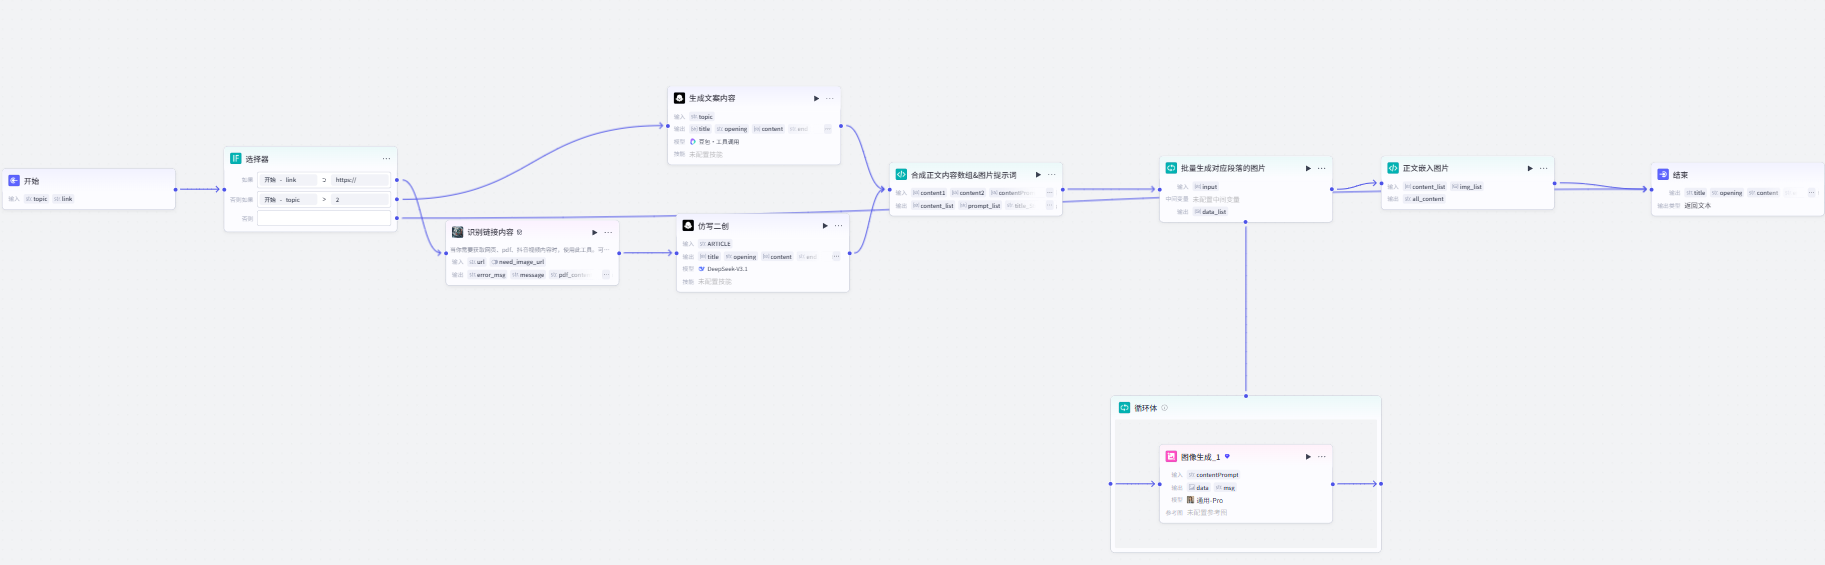 开始
输入 topic link
选择器
如果 开始 - link ⊃ https://
否则如果 开始 - topic > 2
否则
生成文案内容
输入 topic
输出 title opening content end
模型 豆包·工具调用
技能 未配置技能
识别链接内容
当你需要获取网页、pdf、抖音视频内容时，使用此工具。可…
输入 url need_image_url
输出 error_msg message pdf_conte
仿写二创
输入 ARTICLE
输出 title opening content end
模型 DeepSeek-V3.1
技能 未配置技能
合成正文内容数组&图片提示词
输入 content1 content2 contentPro
输出 content_list prompt_list title_
批量生成对应段落的图片
输入 input
中间变量 未配置中间变量
输出 data_list
正文嵌入图片
输入 content_list img_list
输出 all_content
结束
输出 title opening content
输出类型 返回文本
循环体
图像生成_1
输入 contentPrompt
输出 data msg
模型 通用-Pro
参考图 未配置参考图